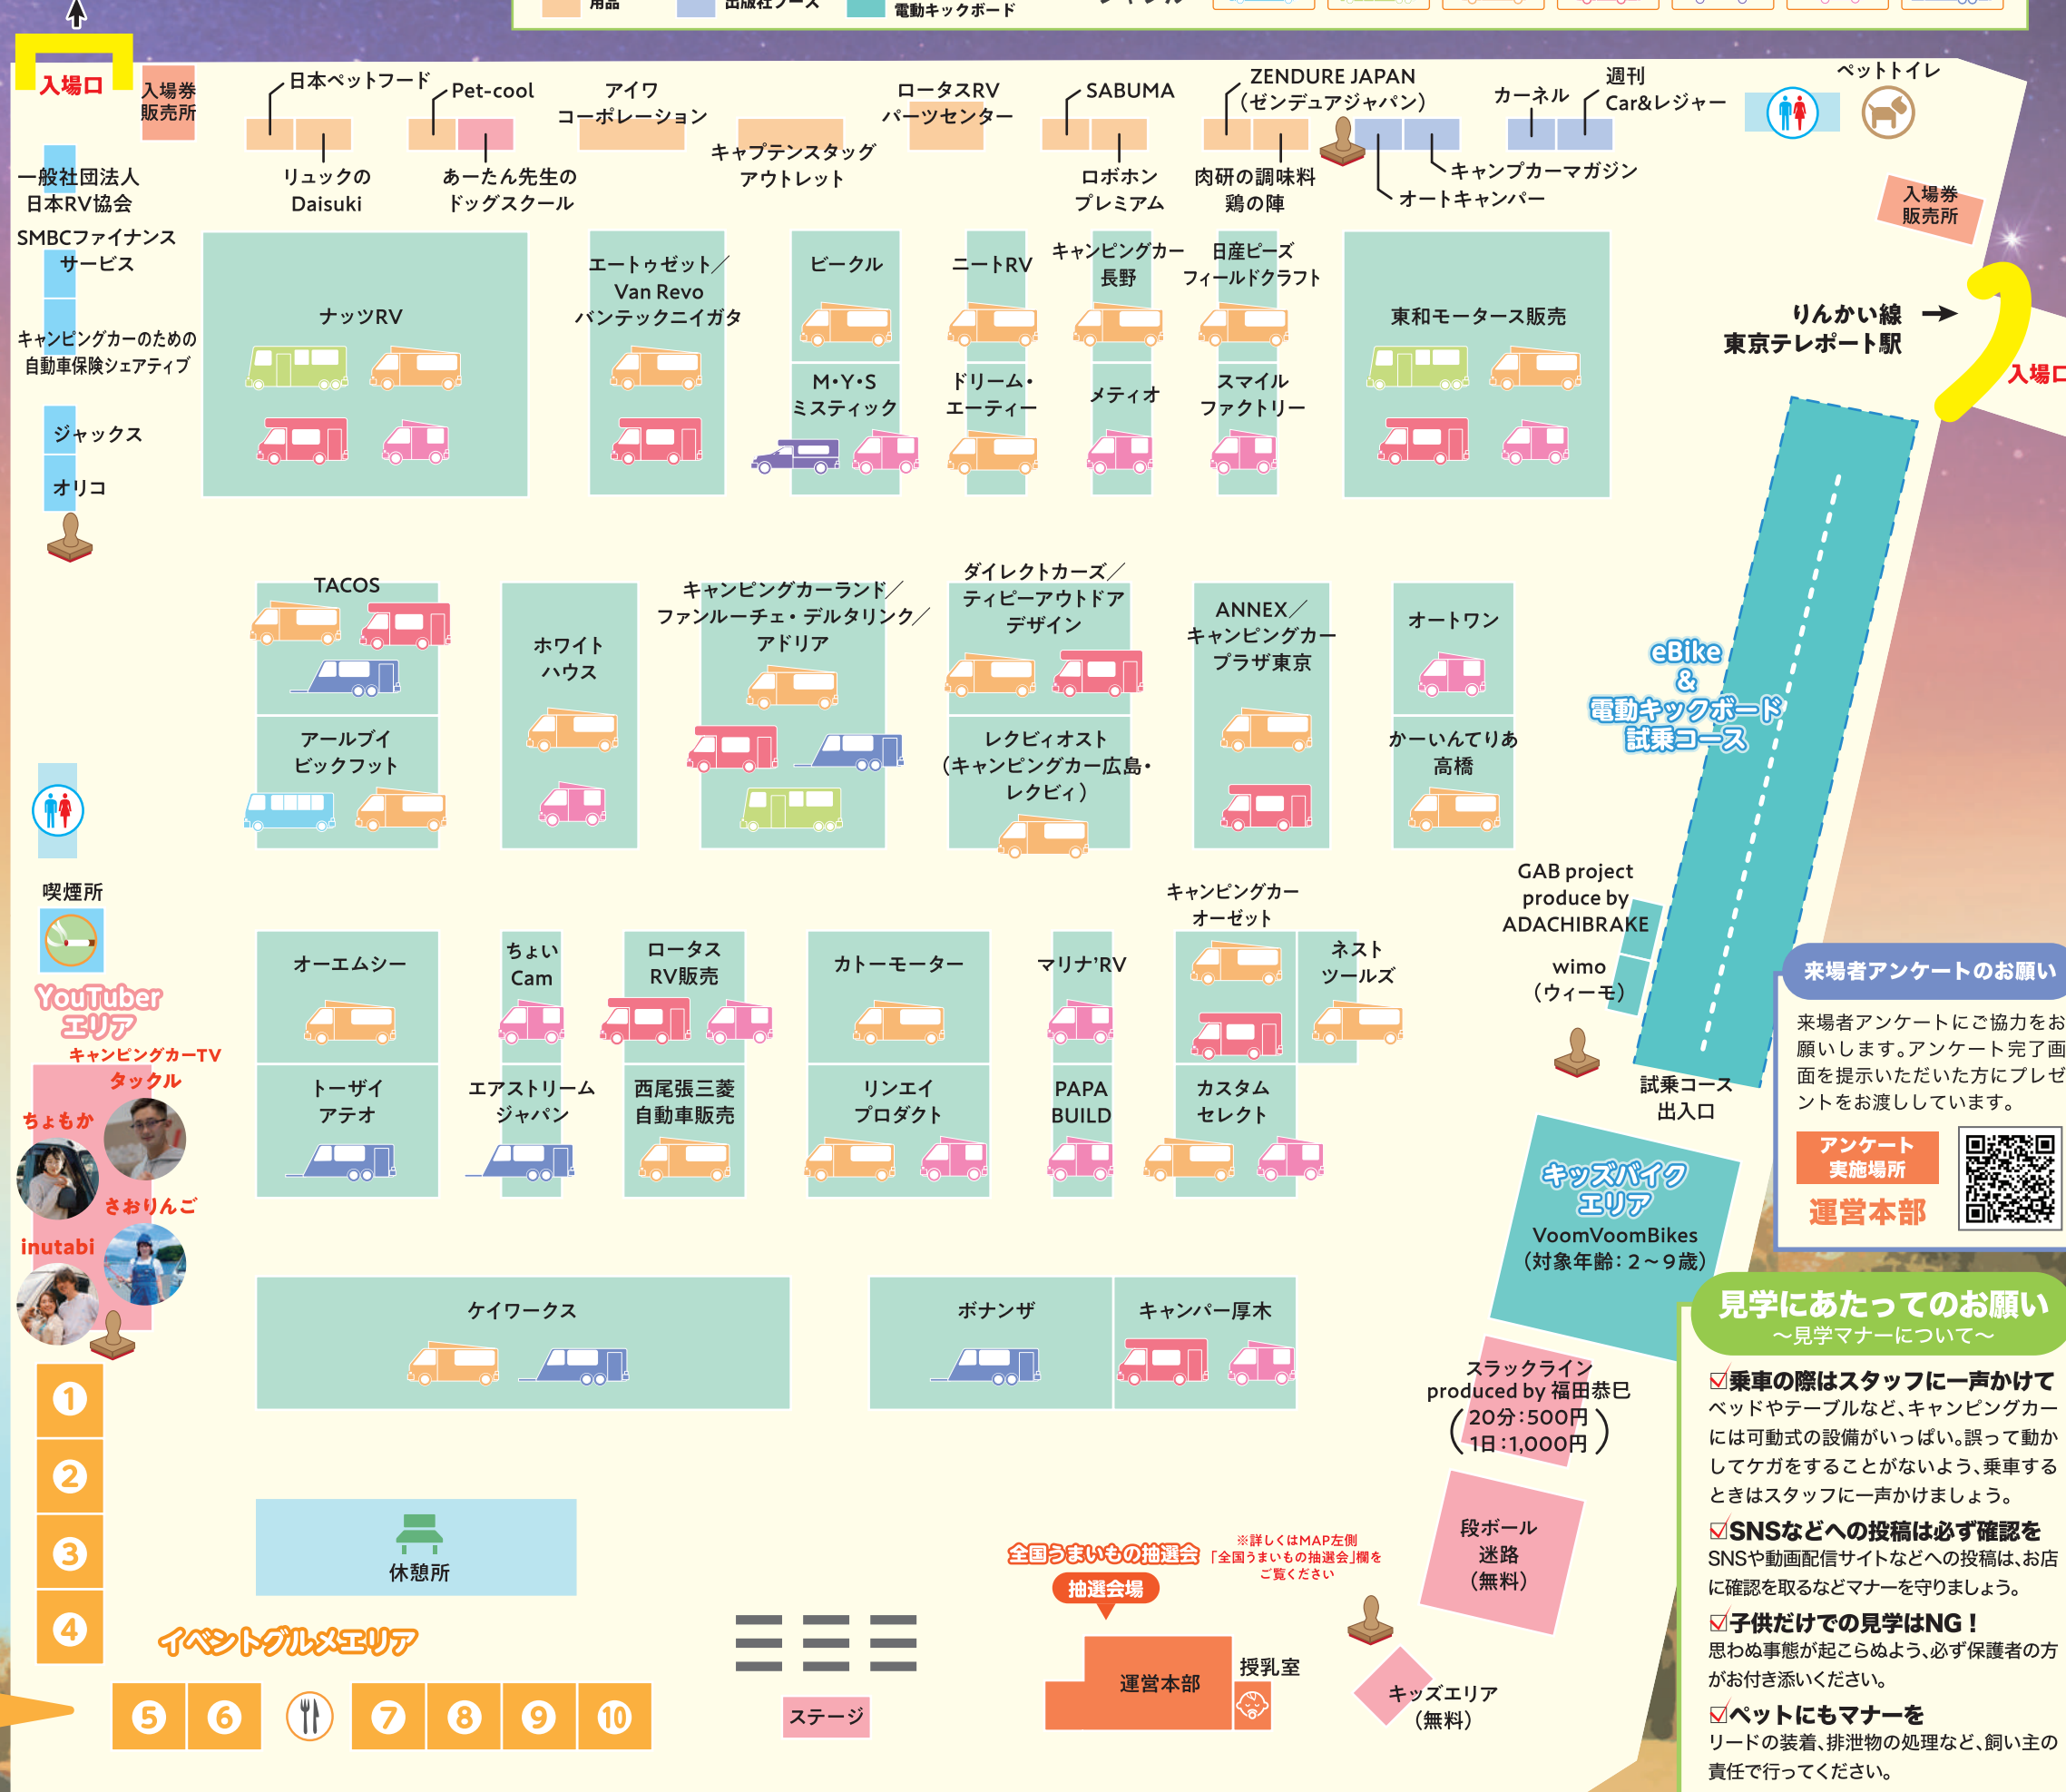 用品
出版社ブース
電動キックボード
入場口
入場券
販売所
日本ペットフード
Pet-cool
アイワ
コーポレーション
ロータスRV
パーツセンター
SABUMA
ZENDURE JAPAN
（ゼンデュアジャパン）
カーネル
週刊
Car&レジャー
ペットトイレ
キャプテンスタッグ
アウトレット
一般社団法人
日本RV協会
リュックの
Daisuki
あーたん先生の
ドッグスクール
ロボホン
プレミアム
肉研の調味料
鶏の陣
キャンプカーマガジン
オートキャンパー
入場券
販売所
SMBCファイナンス
サービス
キャンピングカーのための
自動車保険シェアティブ
ジャックス
オリコ
ナッツRV
エートゥゼット／
Van Revo
バンテックニイガタ
ビークル
M・Y・S
ミスティック
ニートRV
ドリーム・
エーティー
キャンピングカー
長野
メティオ
日産ピーズ
フィールドクラフト
スマイル
ファクトリー
東和モータース販売
りんかい線 →
東京テレポート駅
入場口
TACOS
アールブイ
ビックフット
ホワイト
ハウス
キャンピングカーランド／
ファンルーチェ・デルタリンク／
アドリア
ダイレクトカーズ／
ティピーアウトドア
デザイン
レクビィオスト
（キャンピングカー広島・
レクビィ）
ANNEX／
キャンピングカー
プラザ東京
オートワン
かーいんてりあ
高橋
eBike
&
電動キックボード
試乗コース
喫煙所
GAB project
produce by
ADACHIBRAKE
wimo
（ウィーモ）
試乗コース
出入口
オーエムシー
トーザイ
アテオ
ちょい
Cam
エアストリーム
ジャパン
ロータス
RV販売
西尾張三菱
自動車販売
カトーモーター
リンエイ
プロダクト
マリナ'RV
PAPA
BUILD
キャンピングカー
オーゼット
ネスト
ツールズ
カスタム
セレクト
YouTuber
エリア
キャンピングカーTV
タックル
ちょもか
さおりんご
inutabi
来場者アンケートのお願い
来場者アンケートにご協力をお
願いします。アンケート完了画
面を提示いただいた方にプレゼ
ントをお渡ししています。
アンケート
実施場所
運営本部
キッズバイク
エリア
VoomVoomBikes
（対象年齢：2～9歳）
ケイワークス
ボナンザ
キャンパー厚木
スラックライン
produced by 福田恭巳
（20分：500円
1日：1,000円）
段ボール
迷路
（無料）
見学にあたってのお願い
～見学マナーについて～
乗車の際はスタッフに一声かけて
ベッドやテーブルなど、キャンピングカー
には可動式の設備がいっぱい。誤って動か
してケガをすることがないよう、乗車する
ときはスタッフに一声かけましょう。
SNSなどへの投稿は必ず確認を
SNSや動画配信サイトなどへの投稿は、お店
に確認を取るなどマナーを守りましょう。
子供だけでの見学はNG！
思わぬ事態が起こらぬよう、必ず保護者の方
がお付き添いください。
ペットにもマナーを
リードの装着、排泄物の処理など、飼い主の
責任で行ってください。
1
2
3
4
休憩所
イベントグルメエリア
5
6
7
8
9
10
ステージ
全国うまいもの抽選会
抽選会場
※詳しくはMAP左側
「全国うまいもの抽選会」欄を
ご覧ください
運営本部
授乳室
キッズエリア
（無料）